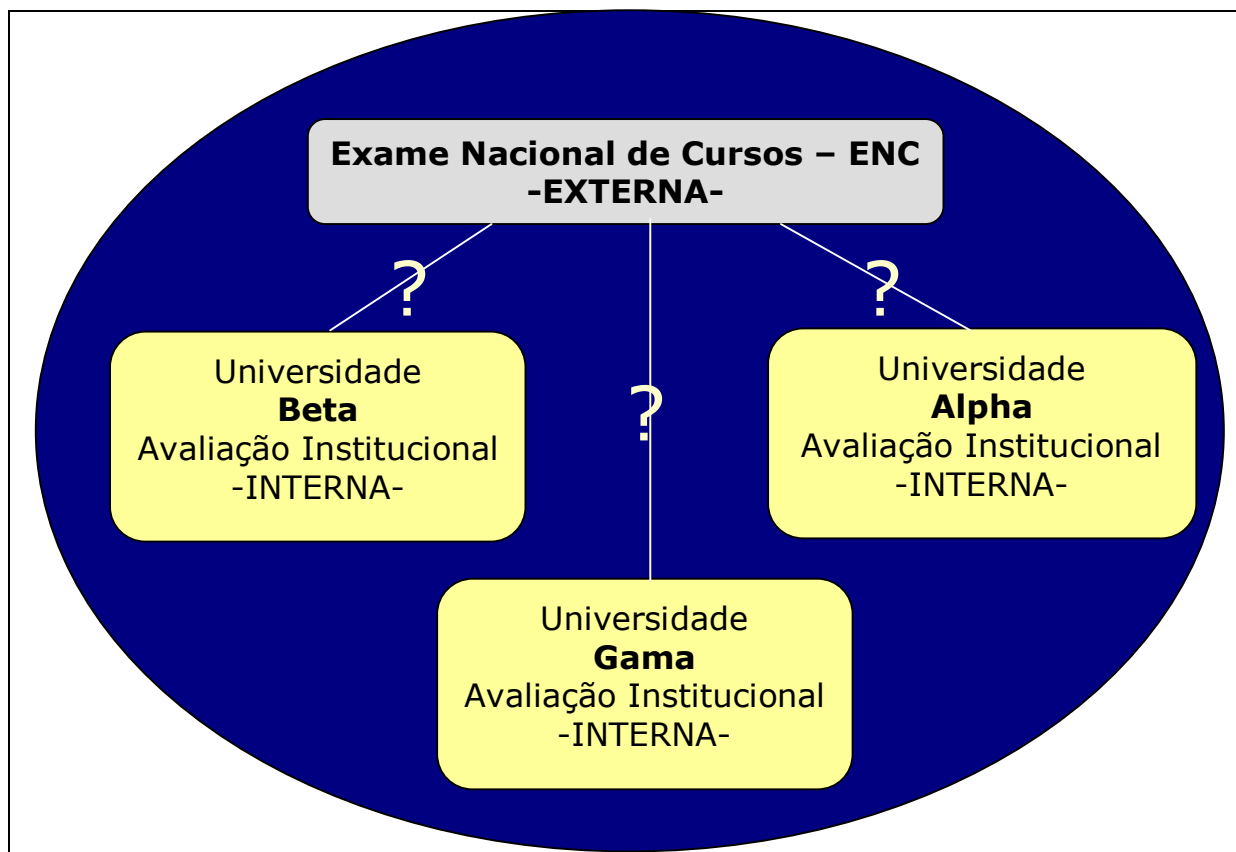 Exame Nacional de Cursos – ENC
-EXTERNA-
?
?
?
Universidade
Beta
Avaliação Institucional
-INTERNA-
Universidade
Alpha
Avaliação Institucional
-INTERNA-
Universidade
Gama
Avaliação Institucional
-INTERNA-